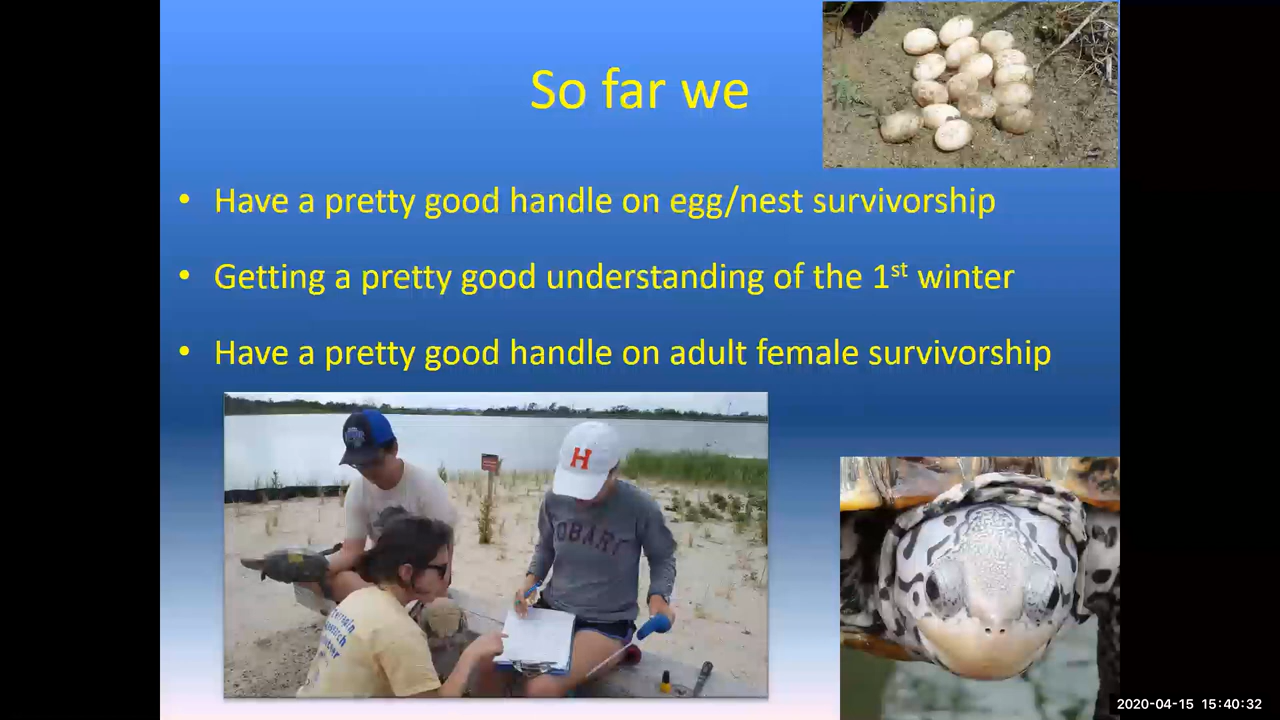 So far we
• Have a pretty good handle on egg/nest survivorship
• Getting a pretty good understanding of the 1st winter
• Have a pretty good handle on adult female survivorship
H
HOBART
2020-04-15 15:40:32